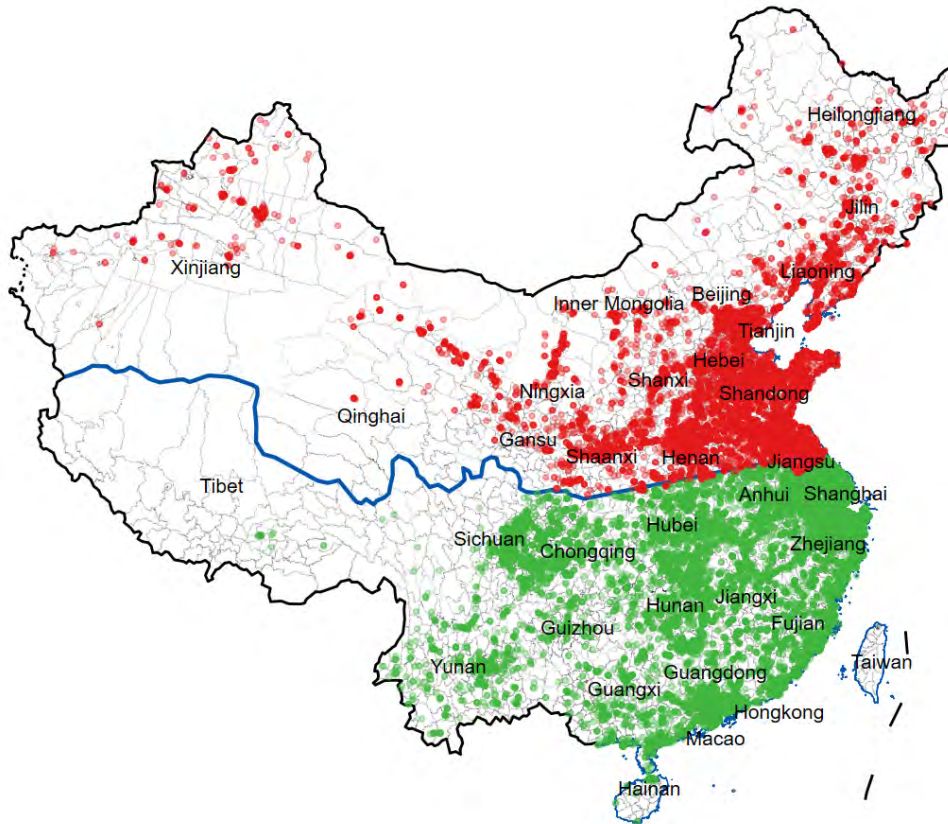 Heilongjiang
Jilin
Xinjiang
Liaoning
Inner Mongolia
Beijing
Tianjin
Hebei
Shanxi
Ningxia
Shandong
Qinghai
Gansu
Shaanxi
Henan
Jiangsu
Tibet
Anhui
Shanghai
Hubei
Sichuan
Chongqing
Zhejiang
Hunan
Jiangxi
Guizhou
Fujian
Yunan
Taiwan
Guangdong
Guangxi
Hongkong
Macao
Hainan